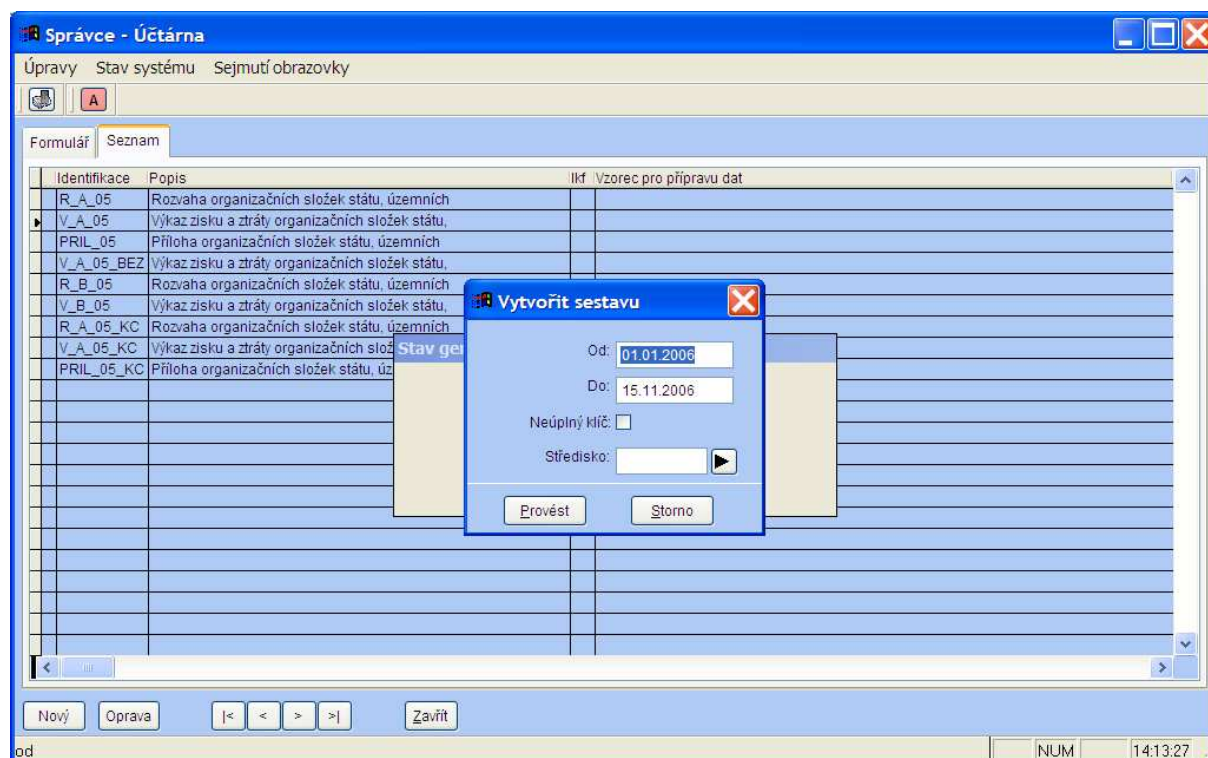 Správce - Účtárna
Úpravy Stav systému Sejmutí obrazovky
A
Formulář Seznam
Identifikace Popis Ikf Vzorec pro přípravu dat
R_A_05 Rozvaha organizačních složek státu, územních
V_A_05 Výkaz zisku a ztráty organizačních složek státu,
PRIL_05 Příloha organizačních složek státu, územních
V_A_05_BEZ Výkaz zisku a ztráty organizačních složek státu,
R_B_05 Rozvaha organizačních složek státu, územních
V_B_05 Výkaz zisku a ztráty organizačních složek státu,
R_A_05_KC Rozvaha organizačních složek státu, územních
V_A_05_KC Výkaz zisku a ztráty organizačních slož
PRIL_05_KC Příloha organizačních složek státu, úz
Stav ger
Vytvořit sestavu
Od: 01.01.2006
Do: 15.11.2006
Neúplný klíč:
Středisko:
Provést Storno
Nový Oprava |< < > >| Zavřít
od NUM 14:13:27